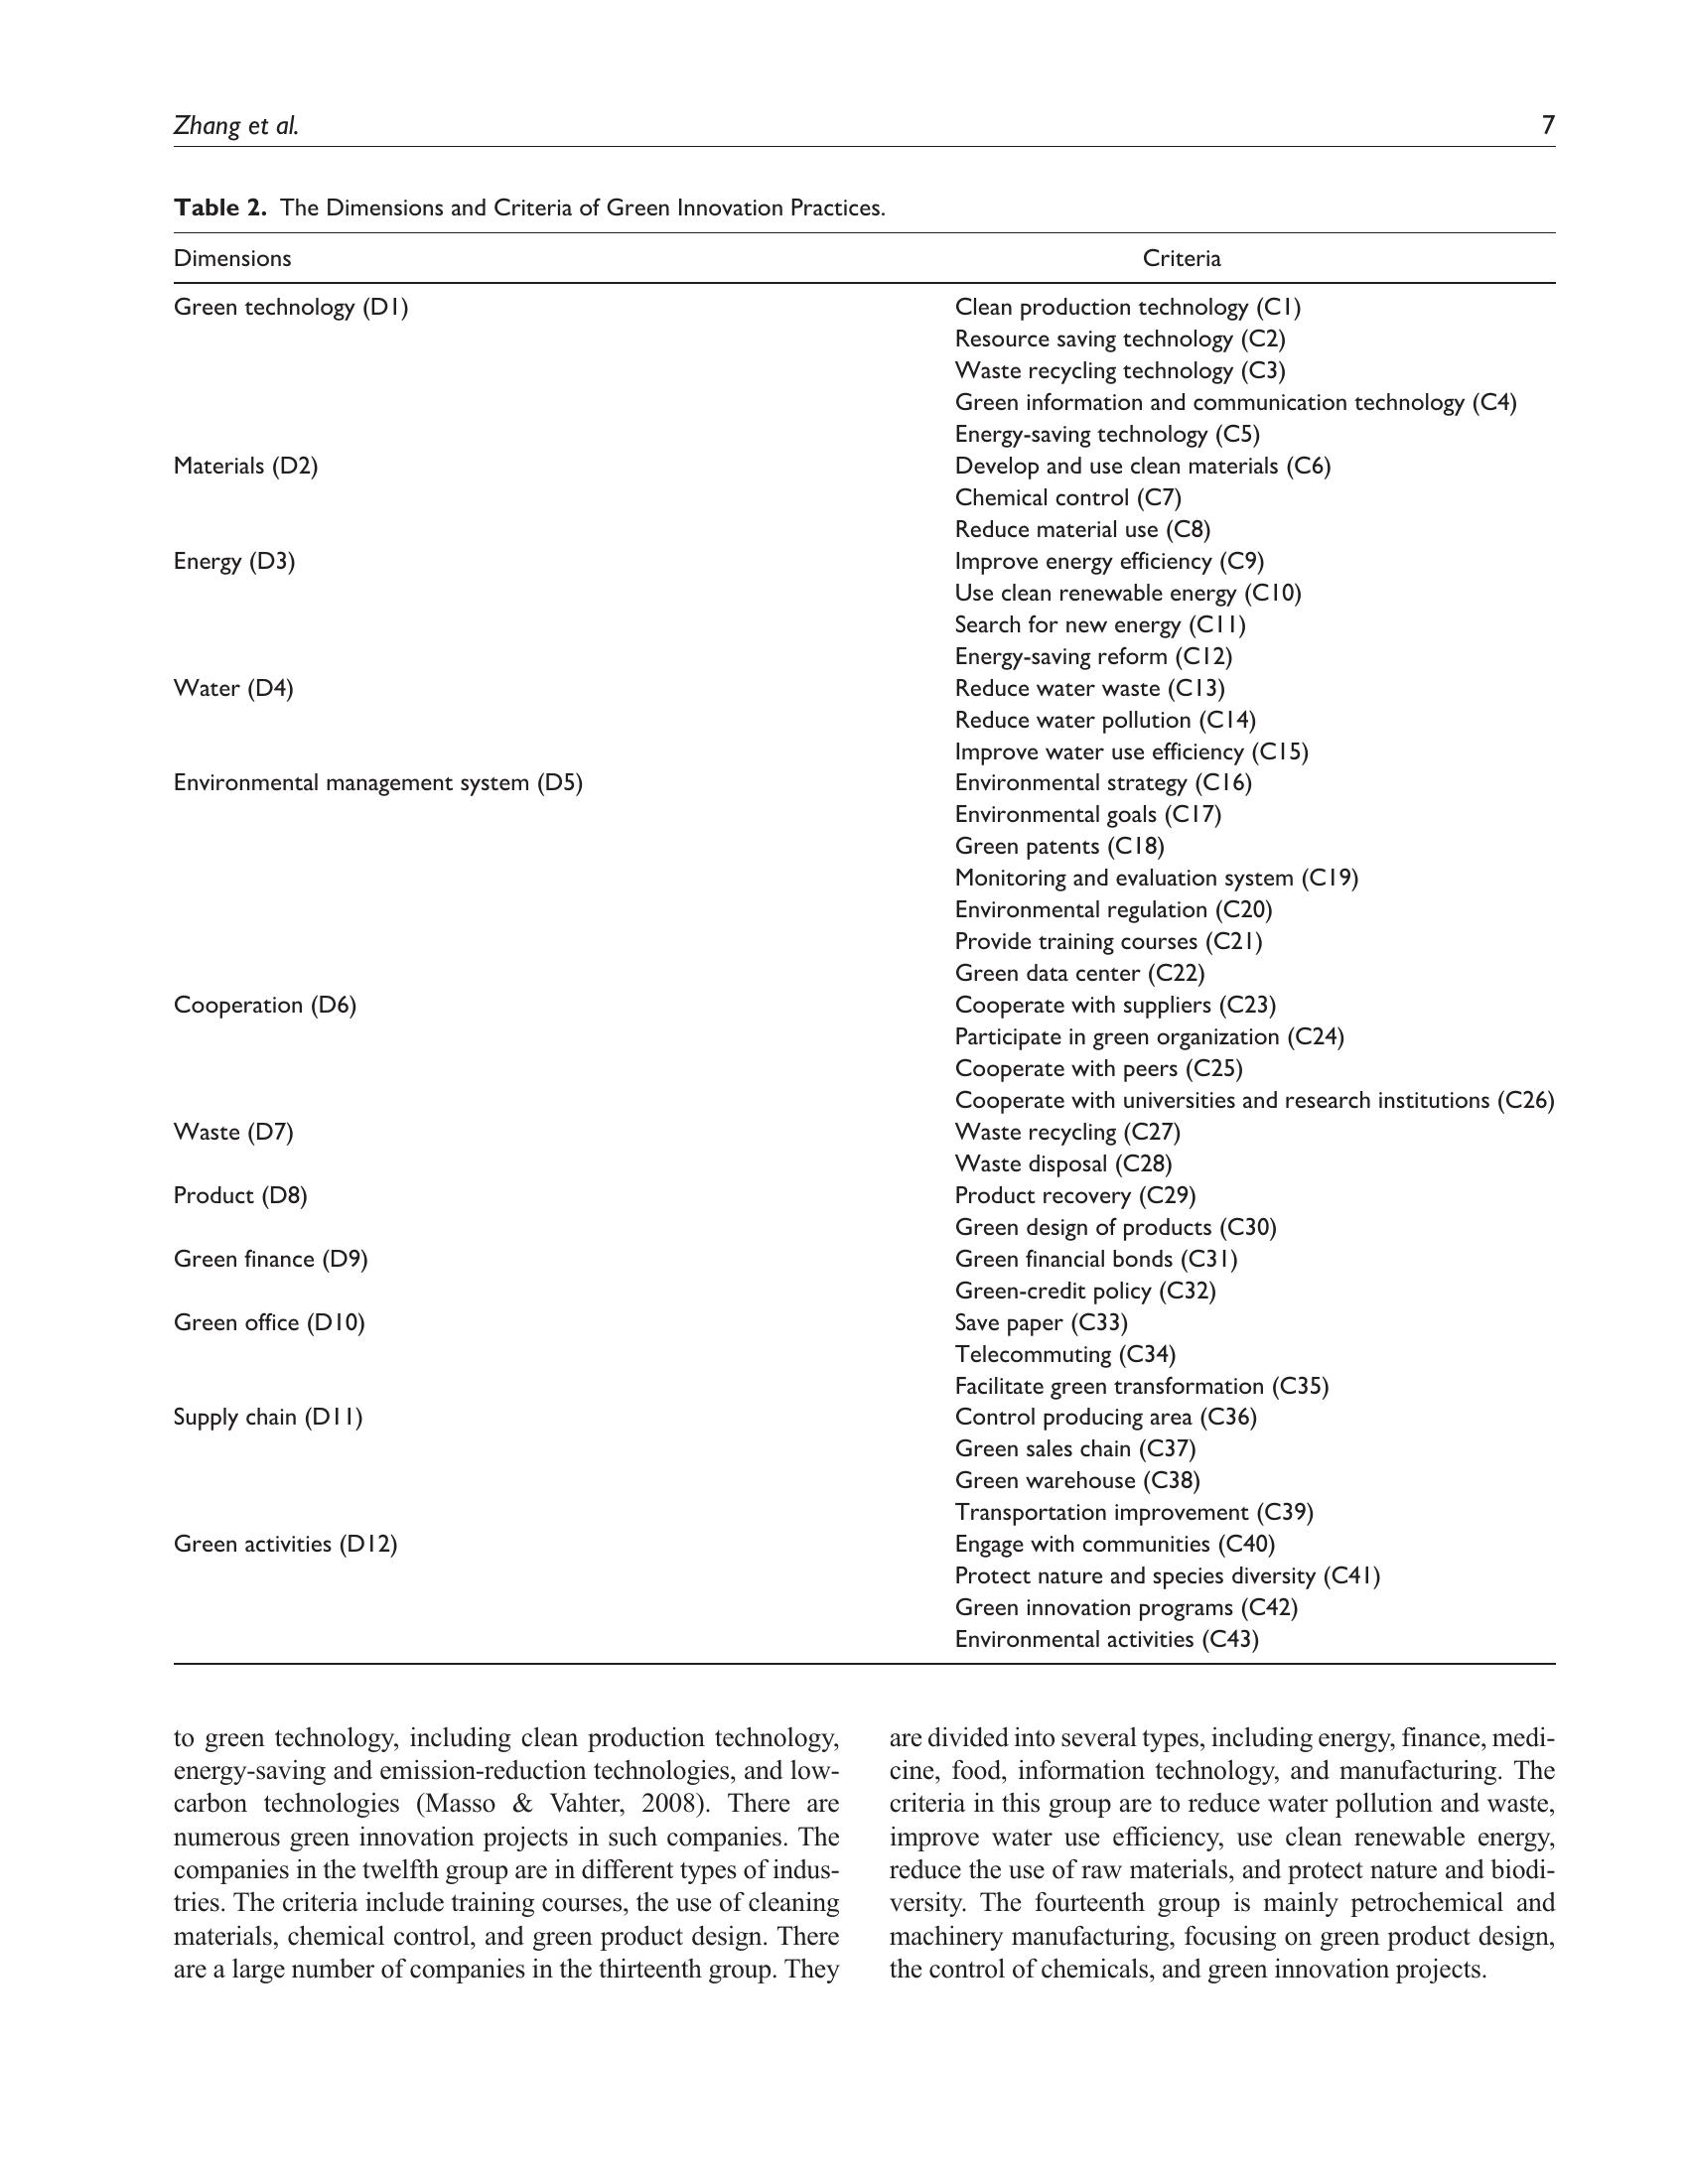 Zhang et al. 7
Table 2. The Dimensions and Criteria of Green Innovation Practices.
Dimensions Criteria
Green technology (D1) Clean production technology (C1)
Resource saving technology (C2)
Waste recycling technology (C3)
Green information and communication technology (C4)
Energy-saving technology (C5)
Materials (D2) Develop and use clean materials (C6)
Chemical control (C7)
Reduce material use (C8)
Energy (D3) Improve energy efficiency (C9)
Use clean renewable energy (C10)
Search for new energy (C11)
Energy-saving reform (C12)
Water (D4) Reduce water waste (C13)
Reduce water pollution (C14)
Improve water use efficiency (C15)
Environmental management system (D5) Environmental strategy (C16)
Environmental goals (C17)
Green patents (C18)
Monitoring and evaluation system (C19)
Environmental regulation (C20)
Provide training courses (C21)
Green data center (C22)
Cooperation (D6) Cooperate with suppliers (C23)
Participate in green organization (C24)
Cooperate with peers (C25)
Cooperate with universities and research institutions (C26)
Waste (D7) Waste recycling (C27)
Waste disposal (C28)
Product (D8) Product recovery (C29)
Green design of products (C30)
Green finance (D9) Green financial bonds (C31)
Green-credit policy (C32)
Green office (D10) Save paper (C33)
Telecommuting (C34)
Facilitate green transformation (C35)
Supply chain (D11) Control producing area (C36)
Green sales chain (C37)
Green warehouse (C38)
Transportation improvement (C39)
Green activities (D12) Engage with communities (C40)
Protect nature and species diversity (C41)
Green innovation programs (C42)
Environmental activities (C43)
to green technology, including clean production technology,
energy-saving and emission-reduction technologies, and low-
carbon technologies (Masso & Vahter, 2008). There are
numerous green innovation projects in such companies. The
companies in the twelfth group are in different types of indus-
tries. The criteria include training courses, the use of cleaning
materials, chemical control, and green product design. There
are a large number of companies in the thirteenth group. They
are divided into several types, including energy, finance, medi-
cine, food, information technology, and manufacturing. The
criteria in this group are to reduce water pollution and waste,
improve water use efficiency, use clean renewable energy,
reduce the use of raw materials, and protect nature and biodi-
versity. The fourteenth group is mainly petrochemical and
machinery manufacturing, focusing on green product design,
the control of chemicals, and green innovation projects.